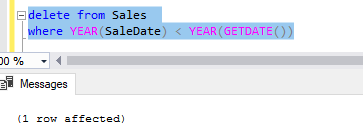 delete from Sales
where YEAR(SaleDate) < YEAR(GETDATE())
00 %
Messages
(1 row affected)